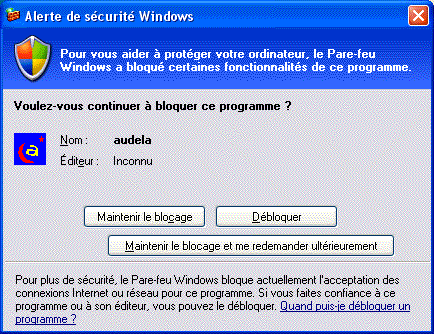 Alerte de sécurité Windows
Pour vous aider à protéger votre ordinateur, le Pare-feu
Windows a bloqué certaines fonctionnalités de ce programme.
Voulez-vous continuer à bloquer ce programme ?
a
Nom : audela
Éditeur : Inconnu
Maintenir le blocage Débloquer
Maintenir le blocage et me redemander ultérieurement
Pour plus de sécurité, le Pare-feu Windows bloque actuellement l'acceptation des
connexions Internet ou réseau pour ce programme. Si vous faites confiance à ce
programme ou à son éditeur, vous pouvez le débloquer. Quand puis-je débloquer un
programme ?